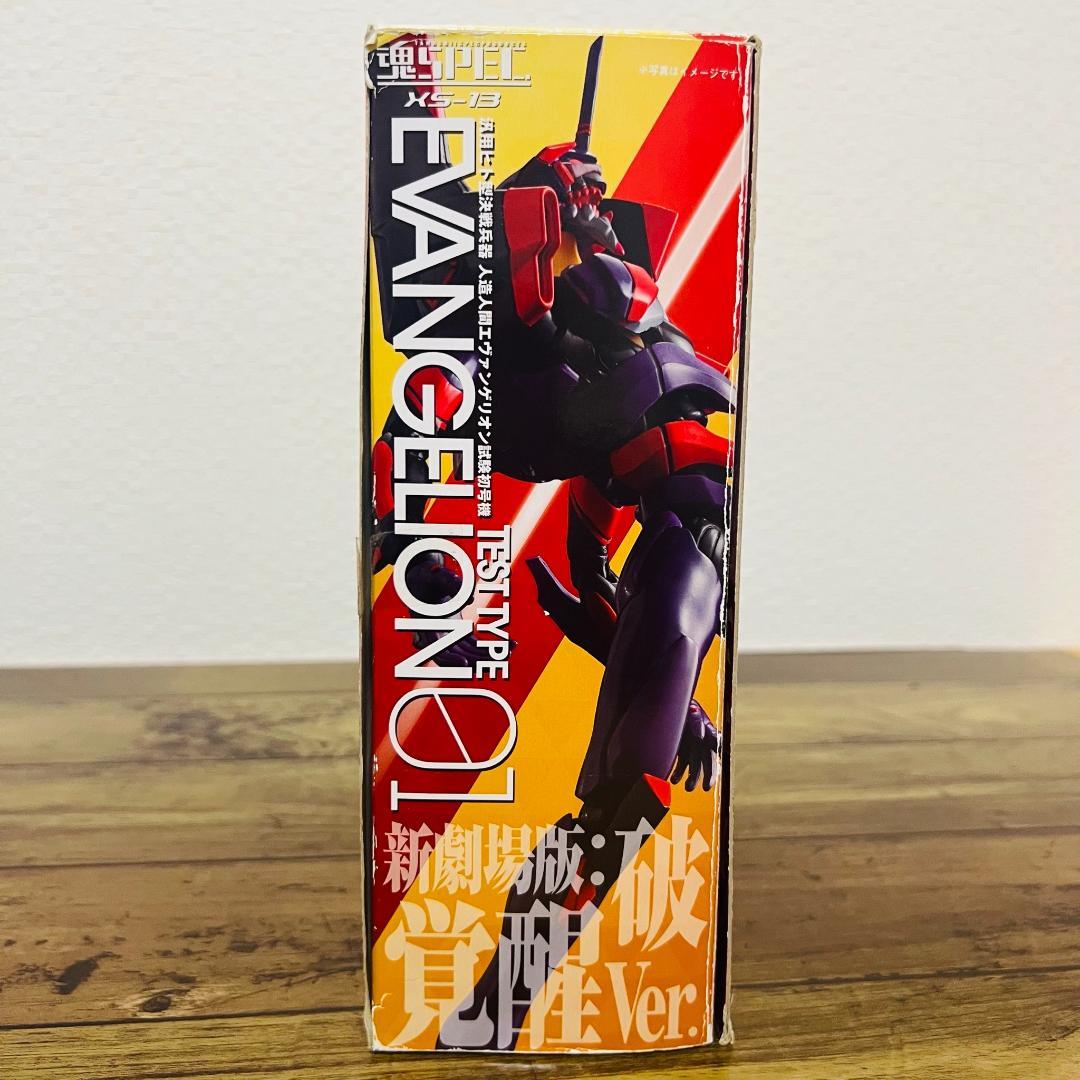 魂SPEC
XS-13
※写真はイメージです
EVANGELION 01
汎用ヒト型決戦兵器 人造人間エヴァンゲリオン試験初号機
TEST TYPE
新劇場版:破
覚醒Ver.